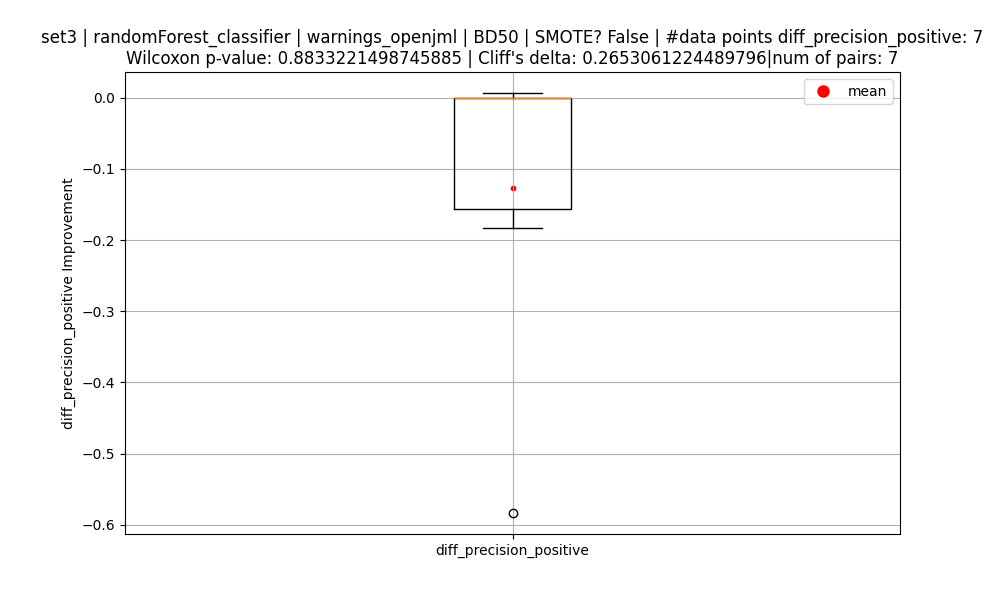 set3 | randomForest_classifier | warnings_openjml | BD50 | SMOTE? False | #data points diff_precision_positive: 7
Wilcoxon p-value: 0.8833221498745885 | Cliff's delta: 0.2653061224489796|num of pairs: 7
mean
0.0
−0.1
−0.2
−0.3
−0.4
−0.5
−0.6
diff_precision_positive Improvement
diff_precision_positive